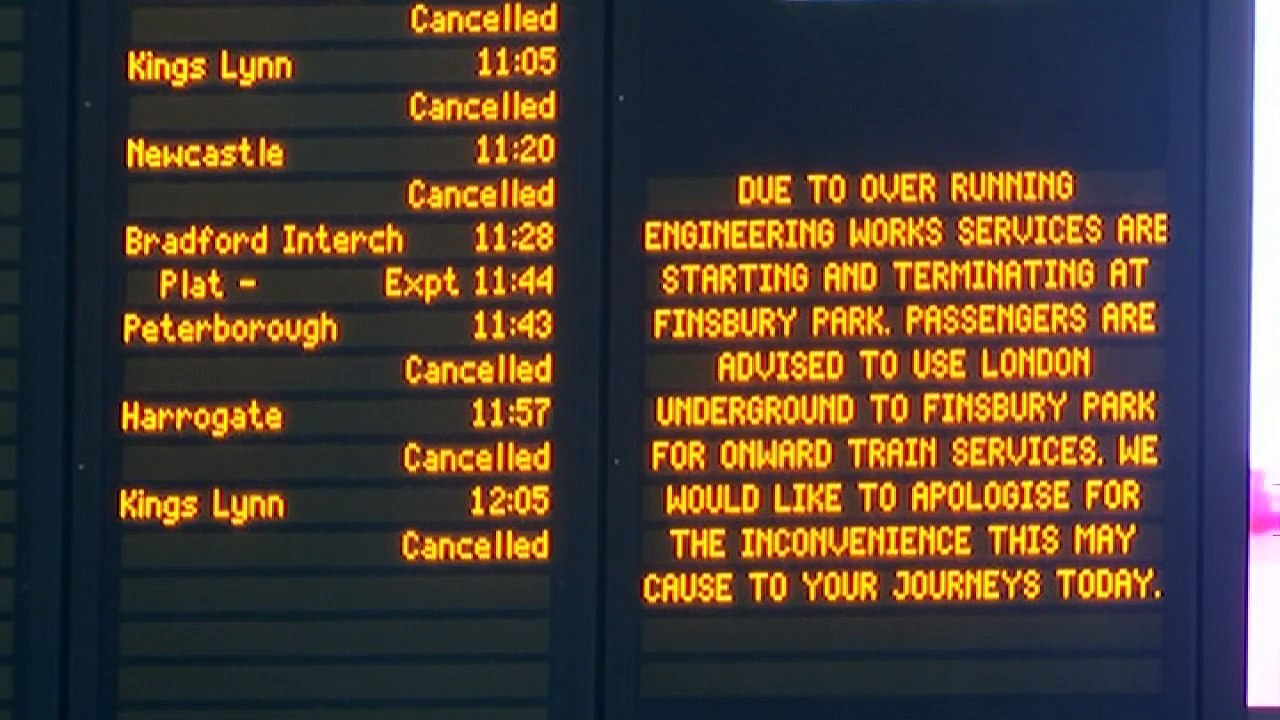 Cancelled
Kings Lynn 11:05
Cancelled
Newcastle 11:20
Cancelled
Bradford Interch 11:28
Plat - Expt 11:44
Peterborough 11:43
Cancelled
Harrogate 11:57
Cancelled
Kings Lynn 12:05
Cancelled
DUE TO OVER RUNNING
ENGINEERING WORKS SERVICES ARE
STARTING AND TERMINATING AT
FINSBURY PARK. PASSENGERS ARE
ADVISED TO USE LONDON
UNDERGROUND TO FINSBURY PARK
FOR ONWARD TRAIN SERVICES. WE
WOULD LIKE TO APOLOGISE FOR
THE INCONVENIENCE THIS MAY
CAUSE TO YOUR JOURNEYS TODAY.